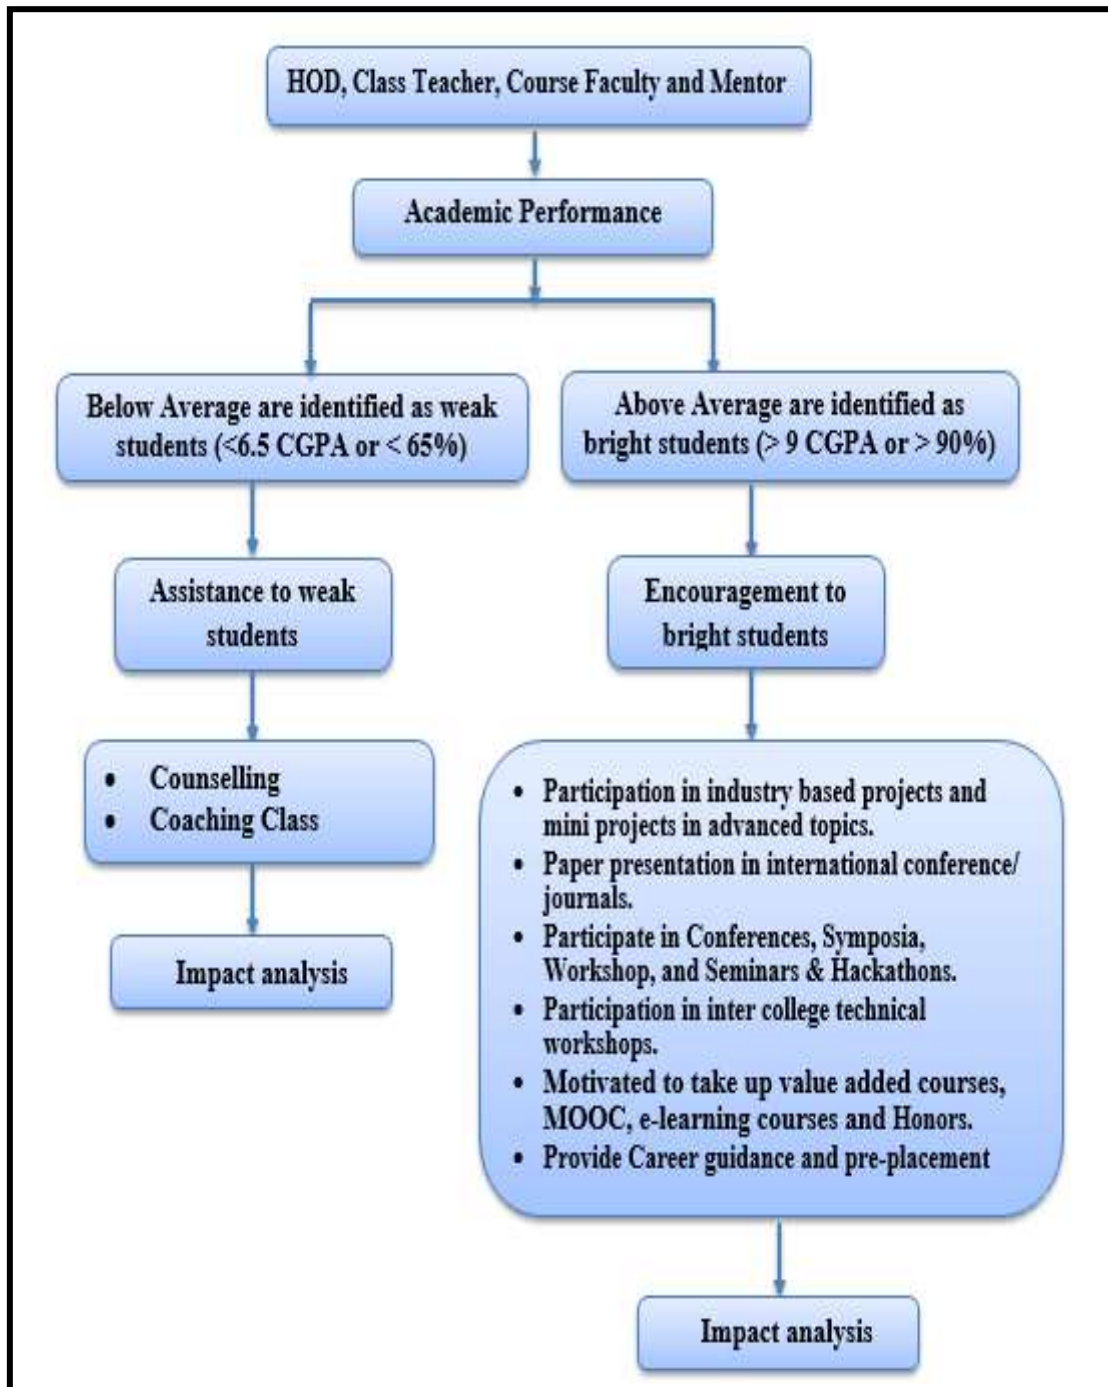 HOD, Class Teacher, Course Faculty and Mentor
Academic Performance
Below Average are identified as weak
students (<6.5 CGPA or < 65%)
Above Average are identified as
bright students (> 9 CGPA or > 90%)
Assistance to weak
students
Encouragement to
bright students
• Counselling
• Coaching Class
Impact analysis
• Participation in industry based projects and
mini projects in advanced topics.
• Paper presentation in international conference/
journals.
• Participate in Conferences, Symposia,
Workshop, and Seminars & Hackathons.
• Participation in inter college technical
workshops.
• Motivated to take up value added courses,
MOOC, e-learning courses and Honors.
• Provide Career guidance and pre-placement
Impact analysis